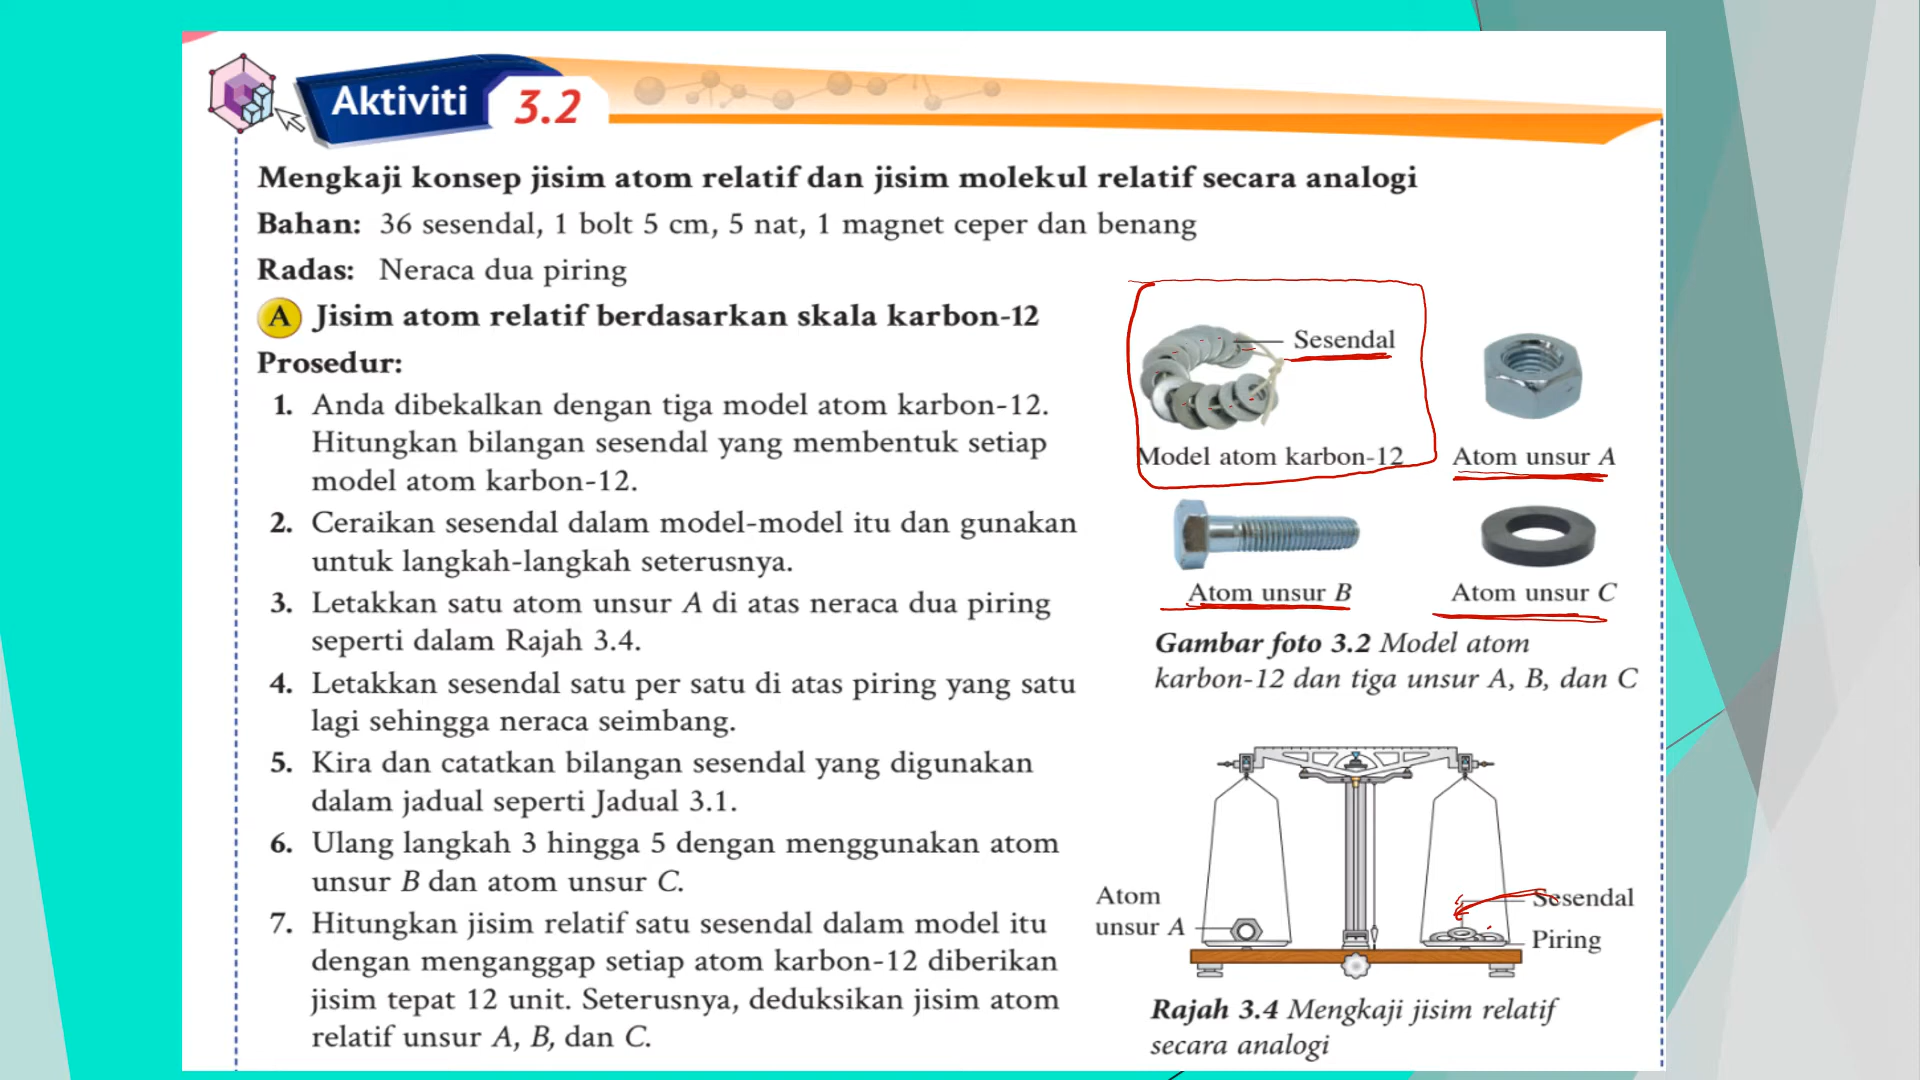 Aktiviti 3.2
Mengkaji konsep jisim atom relatif dan jisim molekul relatif secara analogi
Bahan: 36 sesendal, 1 bolt 5 cm, 5 nat, 1 magnet ceper dan benang
Radas: Neraca dua piring
A Jisim atom relatif berdasarkan skala karbon-12
Prosedur:
1. Anda dibekalkan dengan tiga model atom karbon-12.
Hitungkan bilangan sesendal yang membentuk setiap
model atom karbon-12.
2. Ceraikan sesendal dalam model-model itu dan gunakan
untuk langkah-langkah seterusnya.
3. Letakkan satu atom unsur A di atas neraca dua piring
seperti dalam Rajah 3.4.
4. Letakkan sesendal satu per satu di atas piring yang satu
lagi sehingga neraca seimbang.
5. Kira dan catatkan bilangan sesendal yang digunakan
dalam jadual seperti Jadual 3.1.
6. Ulang langkah 3 hingga 5 dengan menggunakan atom
unsur B dan atom unsur C.
7. Hitungkan jisim relatif satu sesendal dalam model itu
dengan menganggap setiap atom karbon-12 diberikan
jisim tepat 12 unit. Seterusnya, deduksikan jisim atom
relatif unsur A, B, dan C.
Sesendal
Model atom karbon-12
Atom unsur A
Atom unsur B
Atom unsur C
Gambar foto 3.2 Model atom
karbon-12 dan tiga unsur A, B, dan C
Atom
unsur A
Sesendal
Piring
Rajah 3.4 Mengkaji jisim relatif
secara analogi